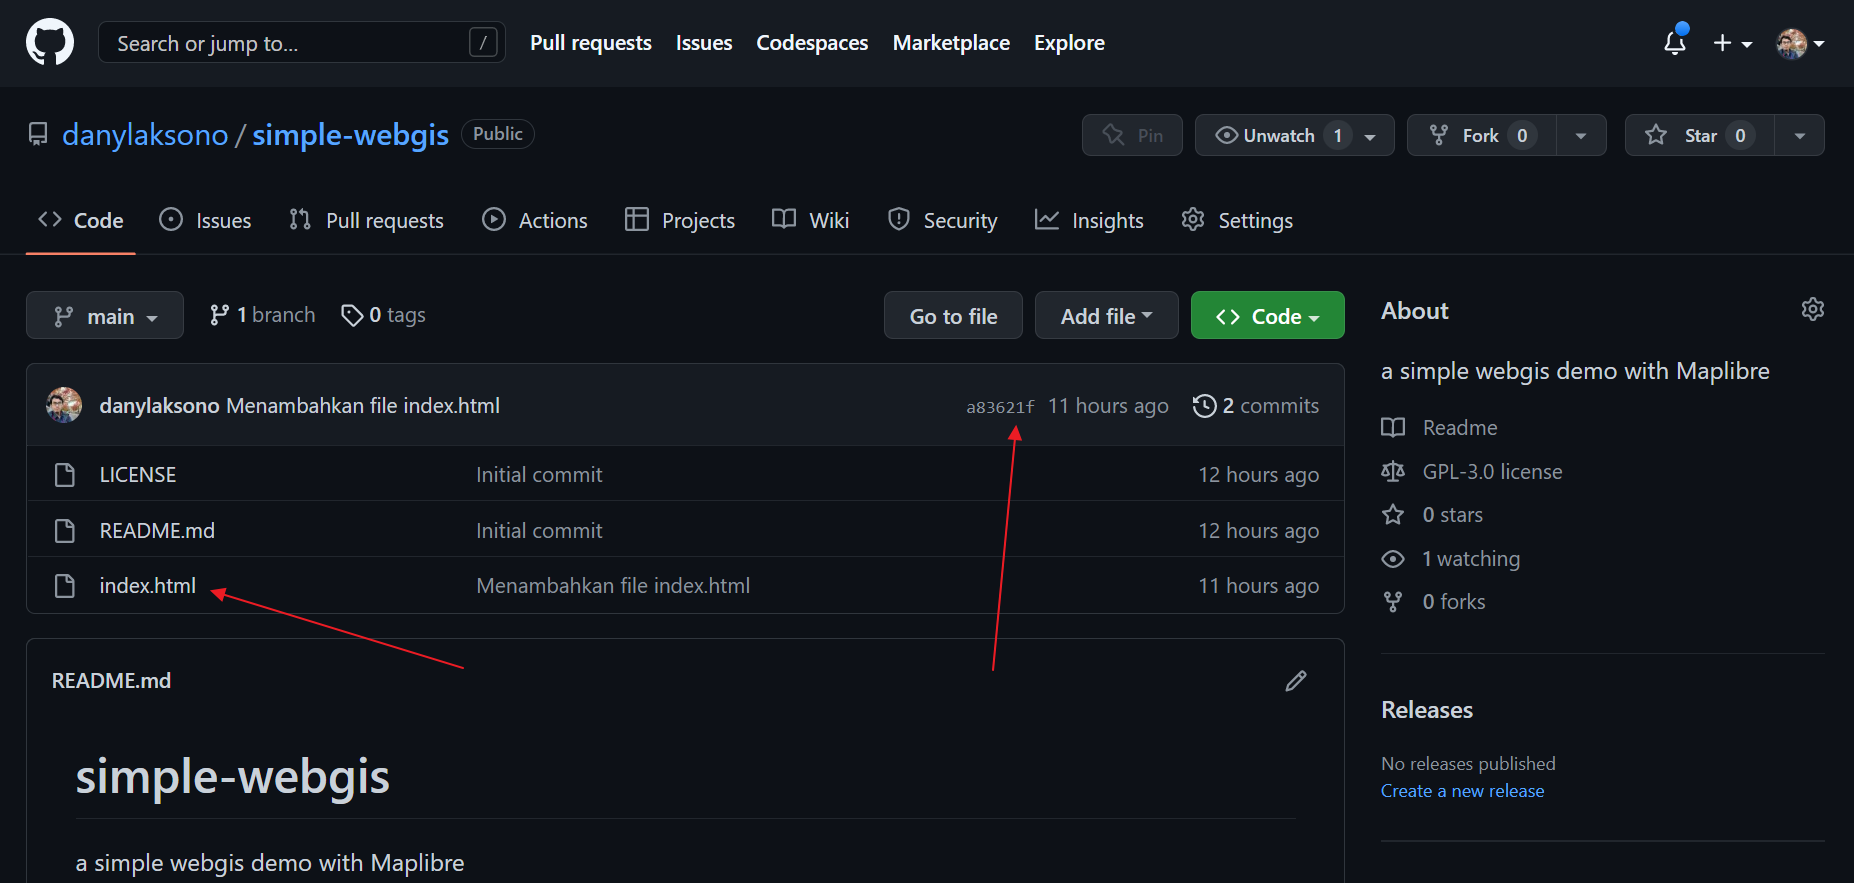 Search or jump to... /
Pull requests Issues Codespaces Marketplace Explore
danylaksono / simple-webgis Public
Pin Unwatch 1 Fork 0 Star 0
Code Issues Pull requests Actions Projects Wiki Security Insights Settings
main 1 branch 0 tags Go to file Add file Code
danylaksono Menambahkan file index.html a83621f 11 hours ago 2 commits
LICENSE Initial commit 12 hours ago
README.md Initial commit 12 hours ago
index.html Menambahkan file index.html 11 hours ago
README.md
simple-webgis
a simple webgis demo with Maplibre
About
a simple webgis demo with Maplibre
Readme
GPL-3.0 license
0 stars
1 watching
0 forks
Releases
No releases published
Create a new release